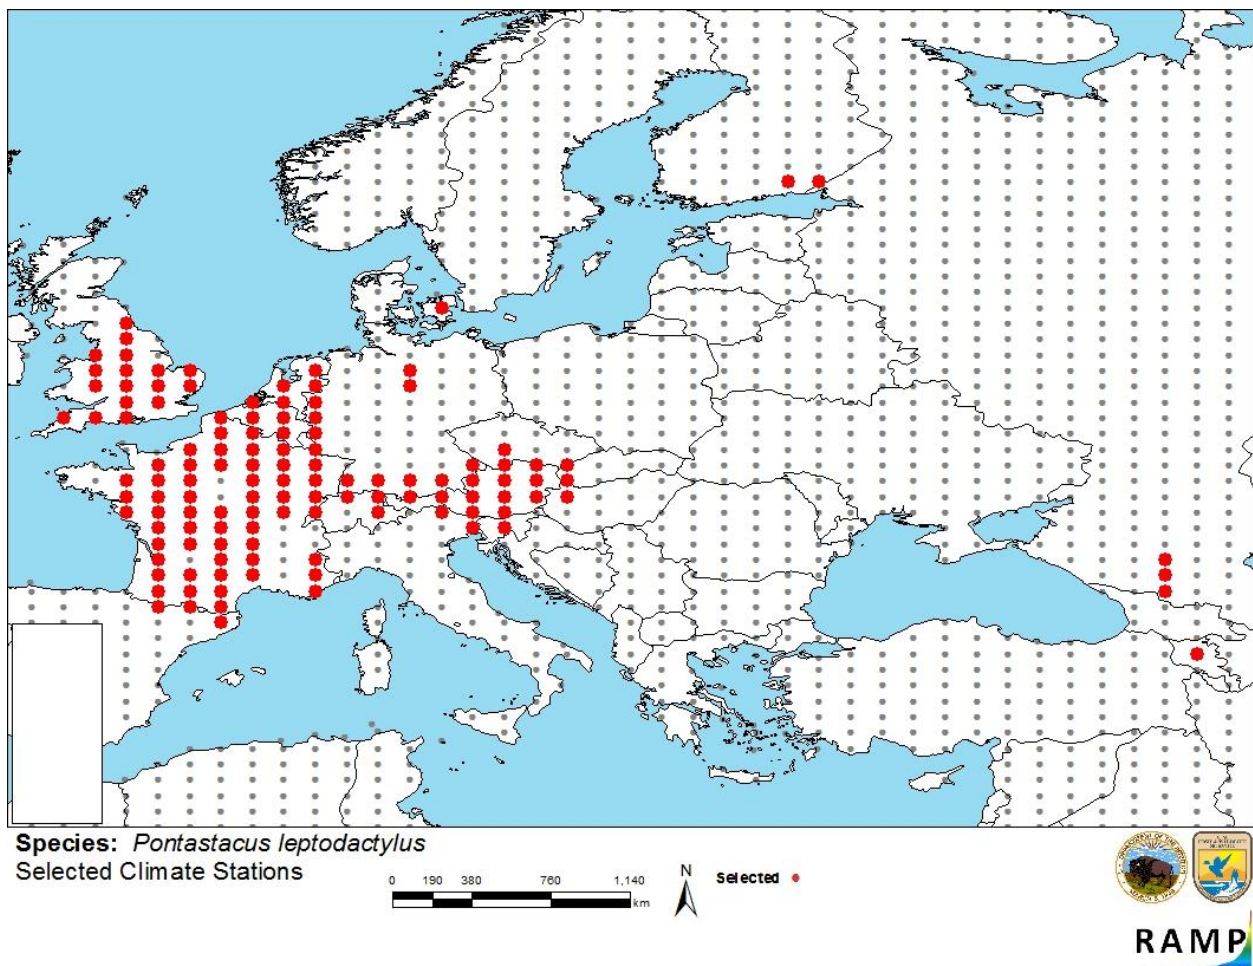 Species: Pontastacus leptodactylus
Selected Climate Stations
0 190 380 760 1,140
km
N
Selected
RAMP